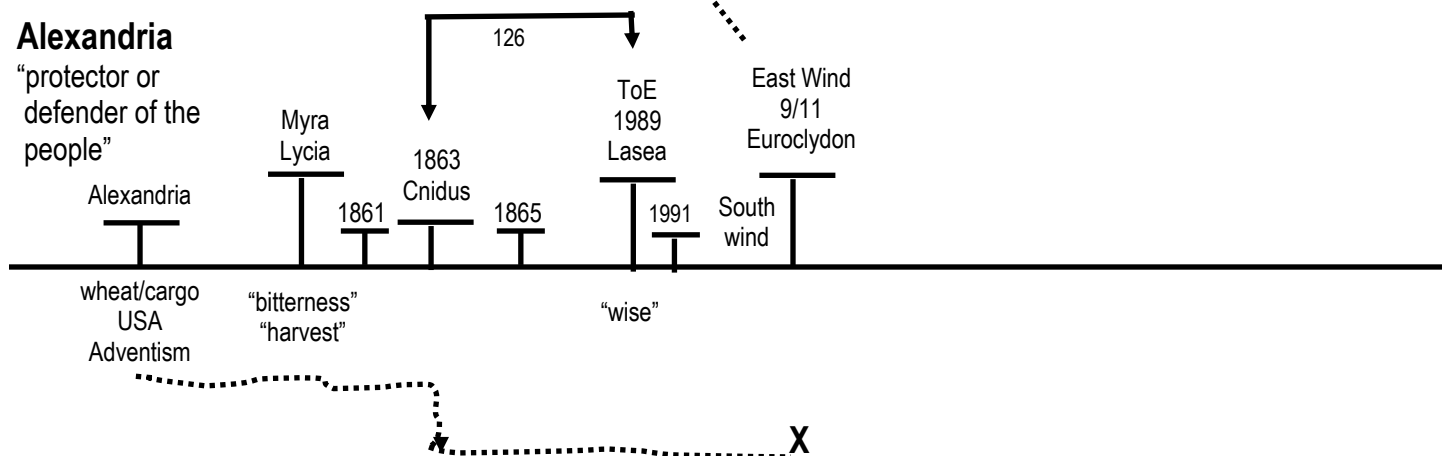 Alexandria
“protector or
defender of the
people”
Alexandria
Myra
Lycia
1861
1863
Cnidus
126
1865
ToE
1989
Lasea
1991
South
wind
East Wind
9/11
Euroclydon
wheat/cargo
USA
Adventism
“bitterness”
“harvest”
“wise”
X